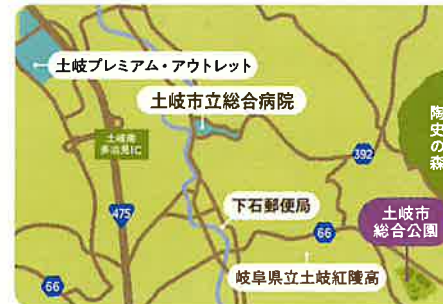 土岐プレミアム・アウトレット
土岐市立総合病院
土岐南
多治見IC
陶史の森
392
475
下石郵便局
土岐市
総合公園
66
岐阜県立土岐紅陵高
66